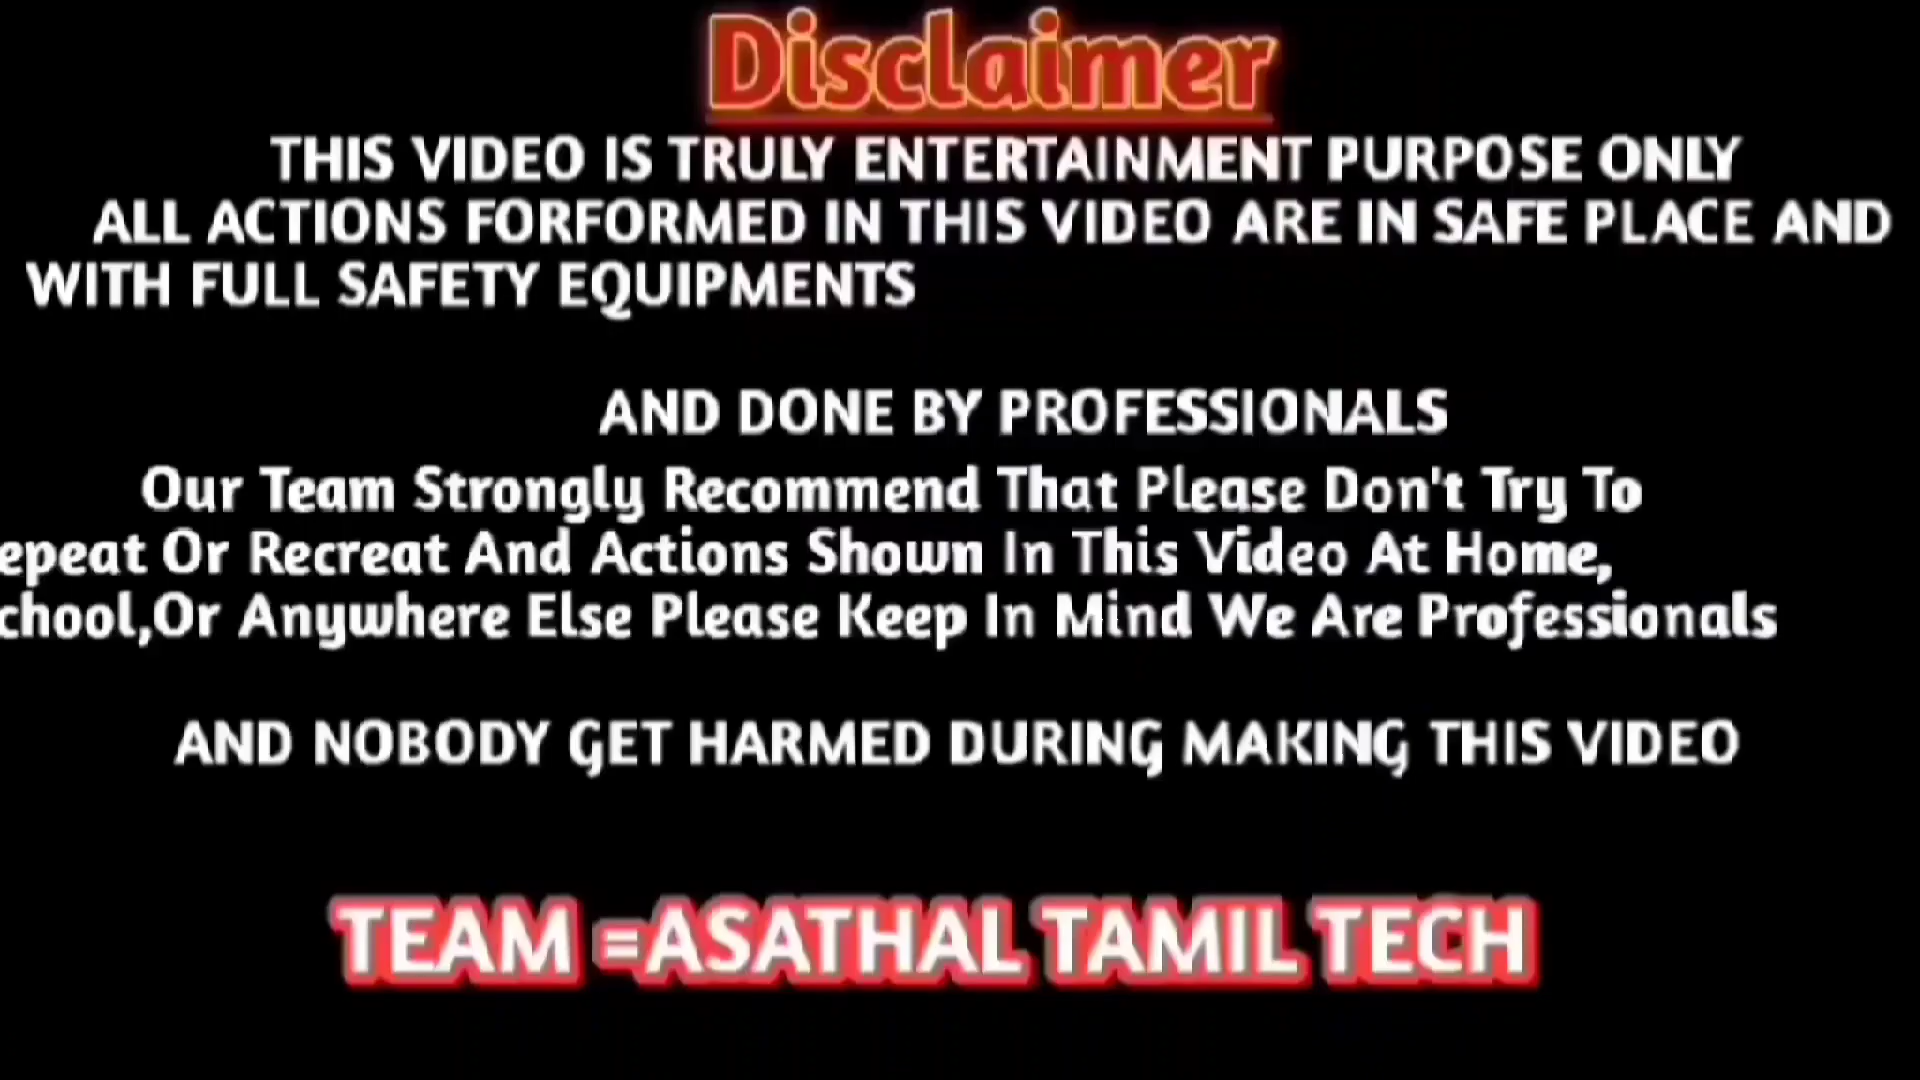 Disclaimer
THIS VIDEO IS TRULY ENTERTAINMENT PURPOSE ONLY
ALL ACTIONS FORFORMED IN THIS VIDEO ARE IN SAFE PLACE AND
WITH FULL SAFETY EQUIPMENTS
AND DONE BY PROFESSIONALS
Our Team Strongly Recommend That Please Don't Try To
epeat Or Recreat And Actions Shown In This Video At Home,
chool,Or Anywhere Else Please Keep In Mind We Are Professionals
AND NOBODY GET HARMED DURING MAKING THIS VIDEO
TEAM =ASATHAL TAMIL TECH